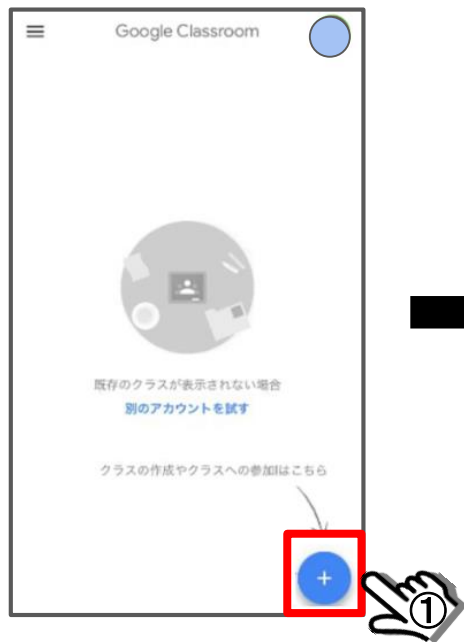 Google Classroom
既存のクラスが表示されない場合
別のアカウントを試す
クラスの作成やクラスへの参加はこちら
+
①